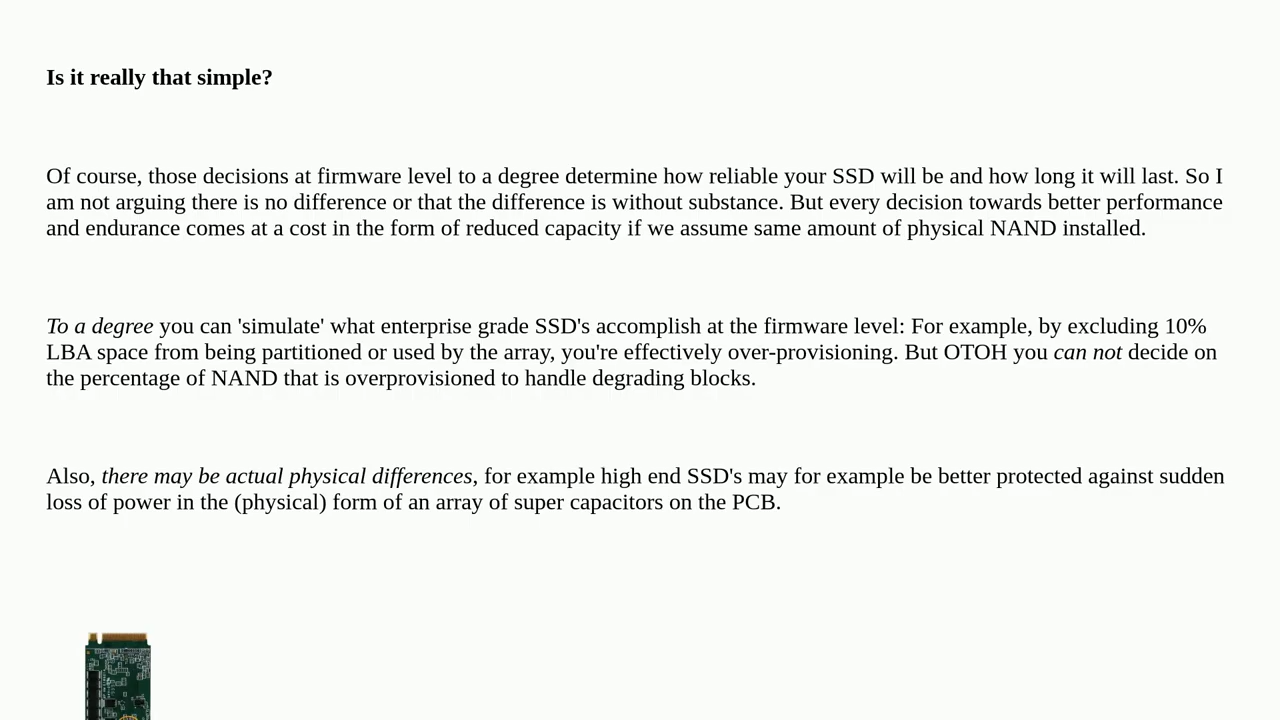 Is it really that simple?
Of course, those decisions at firmware level to a degree determine how reliable your SSD will be and how long it will last. So I
am not arguing there is no difference or that the difference is without substance. But every decision towards better performance
and endurance comes at a cost in the form of reduced capacity if we assume same amount of physical NAND installed.
To a degree you can 'simulate' what enterprise grade SSD's accomplish at the firmware level: For example, by excluding 10%
LBA space from being partitioned or used by the array, you're effectively over-provisioning. But OTOH you can not decide on
the percentage of NAND that is overprovisioned to handle degrading blocks.
Also, there may be actual physical differences, for example high end SSD's may for example be better protected against sudden
loss of power in the (physical) form of an array of super capacitors on the PCB.